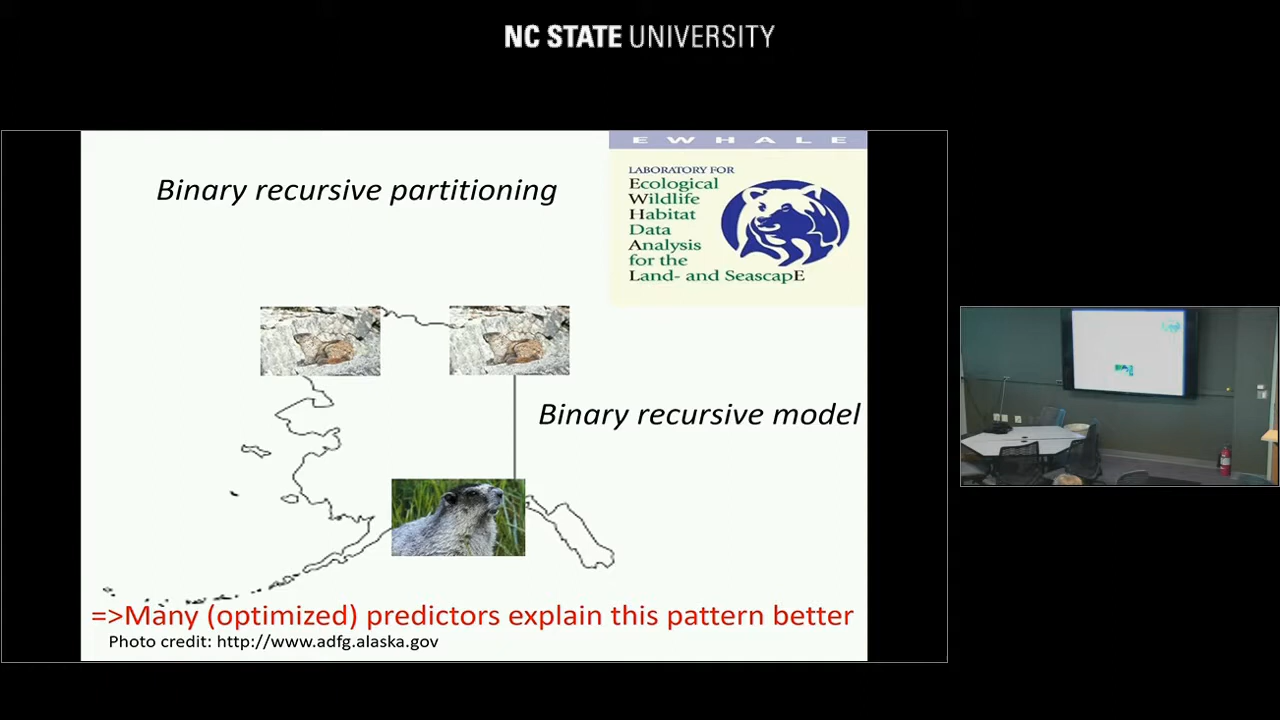 NC STATE UNIVERSITY
EWHALE
Binary recursive partitioning
LABORATORY FOR
Ecological
Wildlife
Habitat
Data
Analysis
for the
Land- and SeascapE
Binary recursive model
=>Many (optimized) predictors explain this pattern better
Photo credit: http://www.adfg.alaska.gov